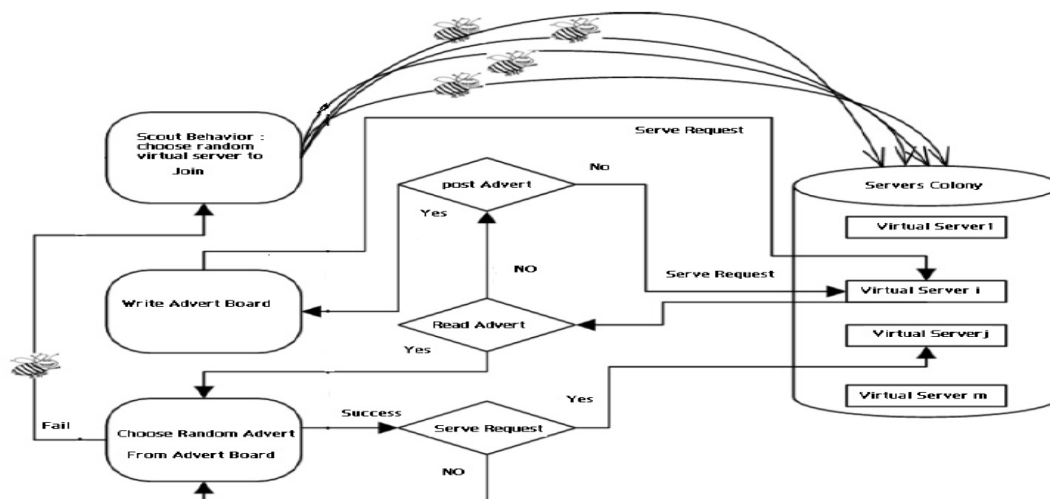 Scout Behavior :
choose random
virtual server to
Join
Serve Request
post Advert
No
Yes
Servers Colony
Virtual Server1
NO
Serve Request
Write Advert Board
Virtual Server i
Read Advert
Yes
Virtual Serverj
Virtual Server m
Fail
Choose Random Advert
From Advert Board
Success
Serve Request
Yes
NO